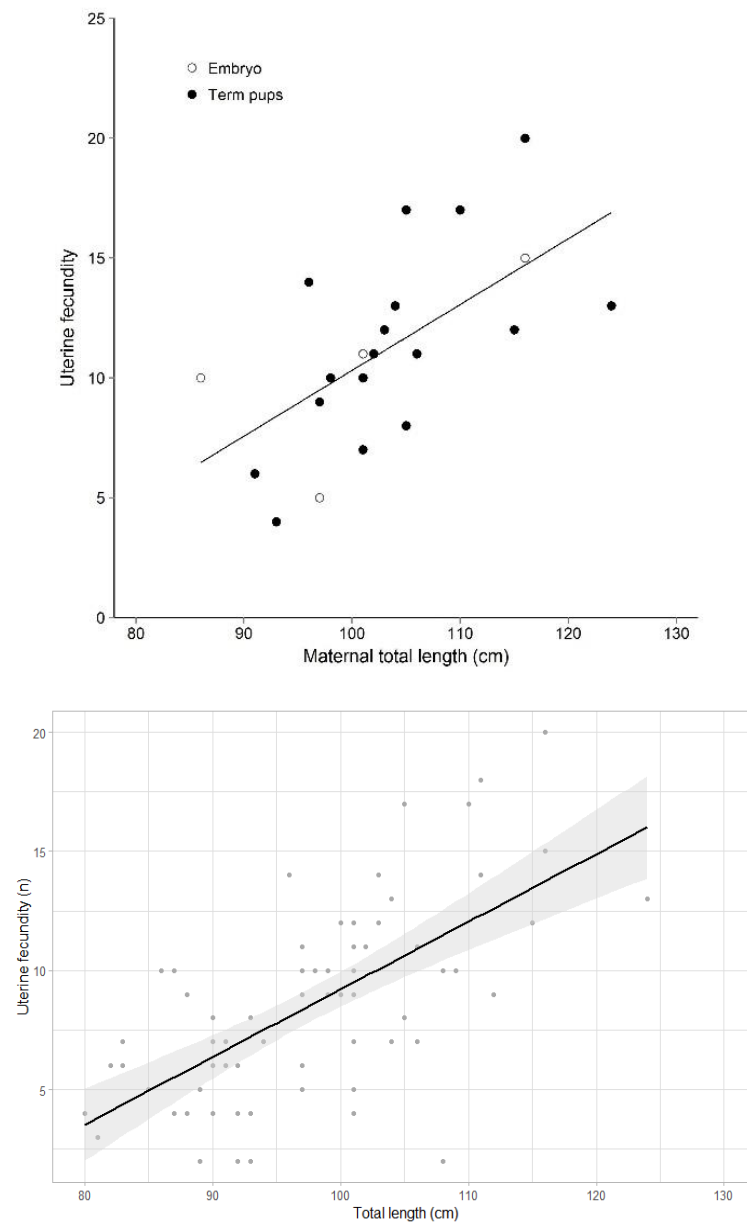 25
Embryo
Term pups
20
15
10
5
0
Uterine fecundity
80 90 100 110 120 130
Maternal total length (cm)
20
15
10
5
Uterine fecundity (n)
80 90 100 110 120 130
Total length (cm)